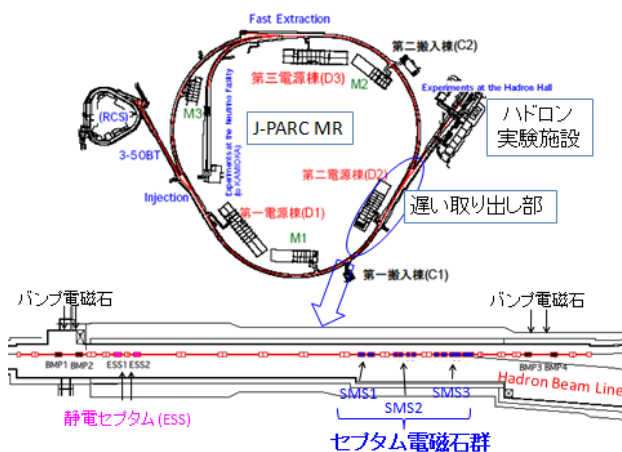 Fast Extraction
第二搬入棟(C2)
第三電源棟(D3)
M2
Experiments at the Hadron Hall
(RCS)
M3
J-PARC MR
ハドロン
実験施設
3-50BT
Experiments at the Neutrino Facility
(to KAMIOKA)
第二電源棟(D2)
Injection
遅い取り出し部
第一電源棟(D1)
M1
第一搬入棟(C1)
バンプ電磁石
バンプ電磁石
BMP1
BMP2
ESS1
ESS2
BMP3
BMP4
SMS1
SMS2
SMS3
Hadron Beam Line
静電セプタム(ESS)
セプタム電磁石群